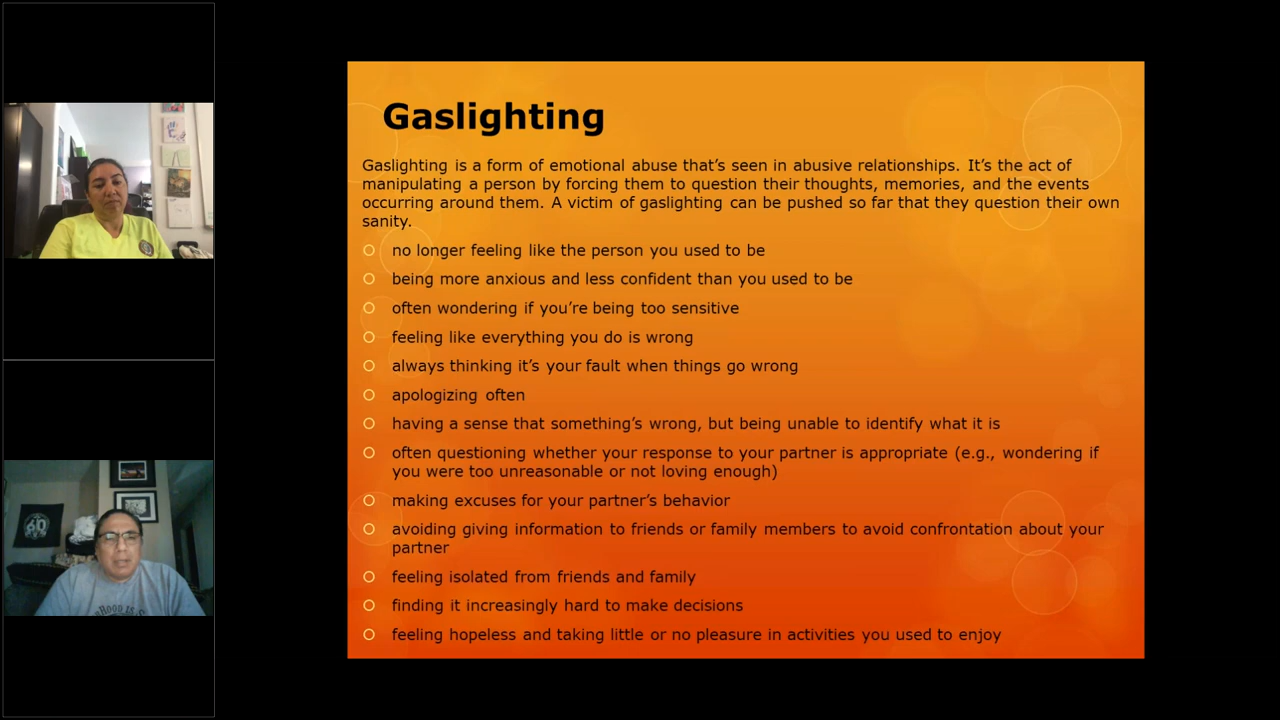 Gaslighting
Gaslighting is a form of emotional abuse that’s seen in abusive relationships. It’s the act of
manipulating a person by forcing them to question their thoughts, memories, and the events
occurring around them. A victim of gaslighting can be pushed so far that they question their own
sanity.
no longer feeling like the person you used to be
being more anxious and less confident than you used to be
often wondering if you’re being too sensitive
feeling like everything you do is wrong
always thinking it’s your fault when things go wrong
apologizing often
having a sense that something’s wrong, but being unable to identify what it is
often questioning whether your response to your partner is appropriate (e.g., wondering if
you were too unreasonable or not loving enough)
making excuses for your partner’s behavior
avoiding giving information to friends or family members to avoid confrontation about your
partner
feeling isolated from friends and family
finding it increasingly hard to make decisions
feeling hopeless and taking little or no pleasure in activities you used to enjoy
60